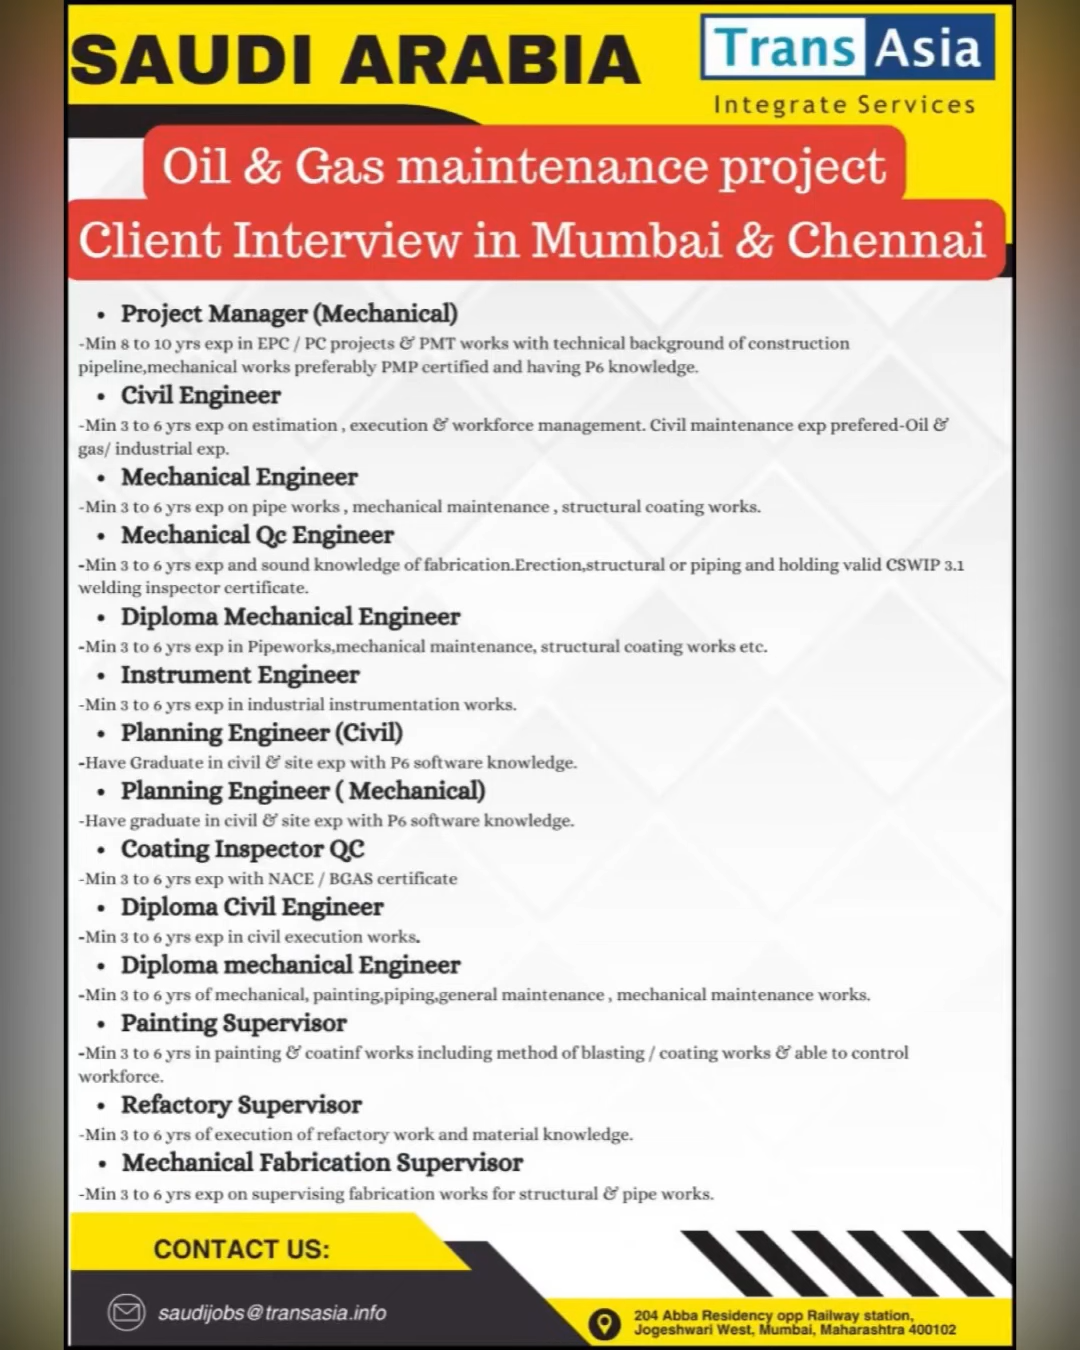 SAUDI ARABIA
Trans Asia
Integrate Services
Oil & Gas maintenance project
Client Interview in Mumbai & Chennai
• Project Manager (Mechanical)
-Min 8 to 10 yrs exp in EPC / PC projects & PMT works with technical background of construction
pipeline,mechanical works preferably PMP certified and having P6 knowledge.
• Civil Engineer
-Min 3 to 6 yrs exp on estimation , execution & workforce management. Civil maintenance exp prefered-Oil &
gas/ industrial exp.
• Mechanical Engineer
-Min 3 to 6 yrs exp on pipe works , mechanical maintenance , structural coating works.
• Mechanical Qc Engineer
-Min 3 to 6 yrs exp and sound knowledge of fabrication.Erection,structural or piping and holding valid CSWIP 3.1
welding inspector certificate.
• Diploma Mechanical Engineer
-Min 3 to 6 yrs exp in Pipeworks,mechanical maintenance, structural coating works etc.
• Instrument Engineer
-Min 3 to 6 yrs exp in industrial instrumentation works.
• Planning Engineer (Civil)
-Have Graduate in civil & site exp with P6 software knowledge.
• Planning Engineer ( Mechanical)
-Have graduate in civil & site exp with P6 software knowledge.
• Coating Inspector QC
-Min 3 to 6 yrs exp with NACE / BGAS certificate
• Diploma Civil Engineer
-Min 3 to 6 yrs exp in civil execution works.
• Diploma mechanical Engineer
-Min 3 to 6 yrs of mechanical, painting,piping,general maintenance , mechanical maintenance works.
• Painting Supervisor
-Min 3 to 6 yrs in painting & coatinf works including method of blasting / coating works & able to control
workforce.
• Refactory Supervisor
-Min 3 to 6 yrs of execution of refactory work and material knowledge.
• Mechanical Fabrication Supervisor
-Min 3 to 6 yrs exp on supervising fabrication works for structural & pipe works.
CONTACT US:
saudijobs@transasia.info
204 Abba Residency opp Railway station,
Jogeshwari West, Mumbai, Maharashtra 400102